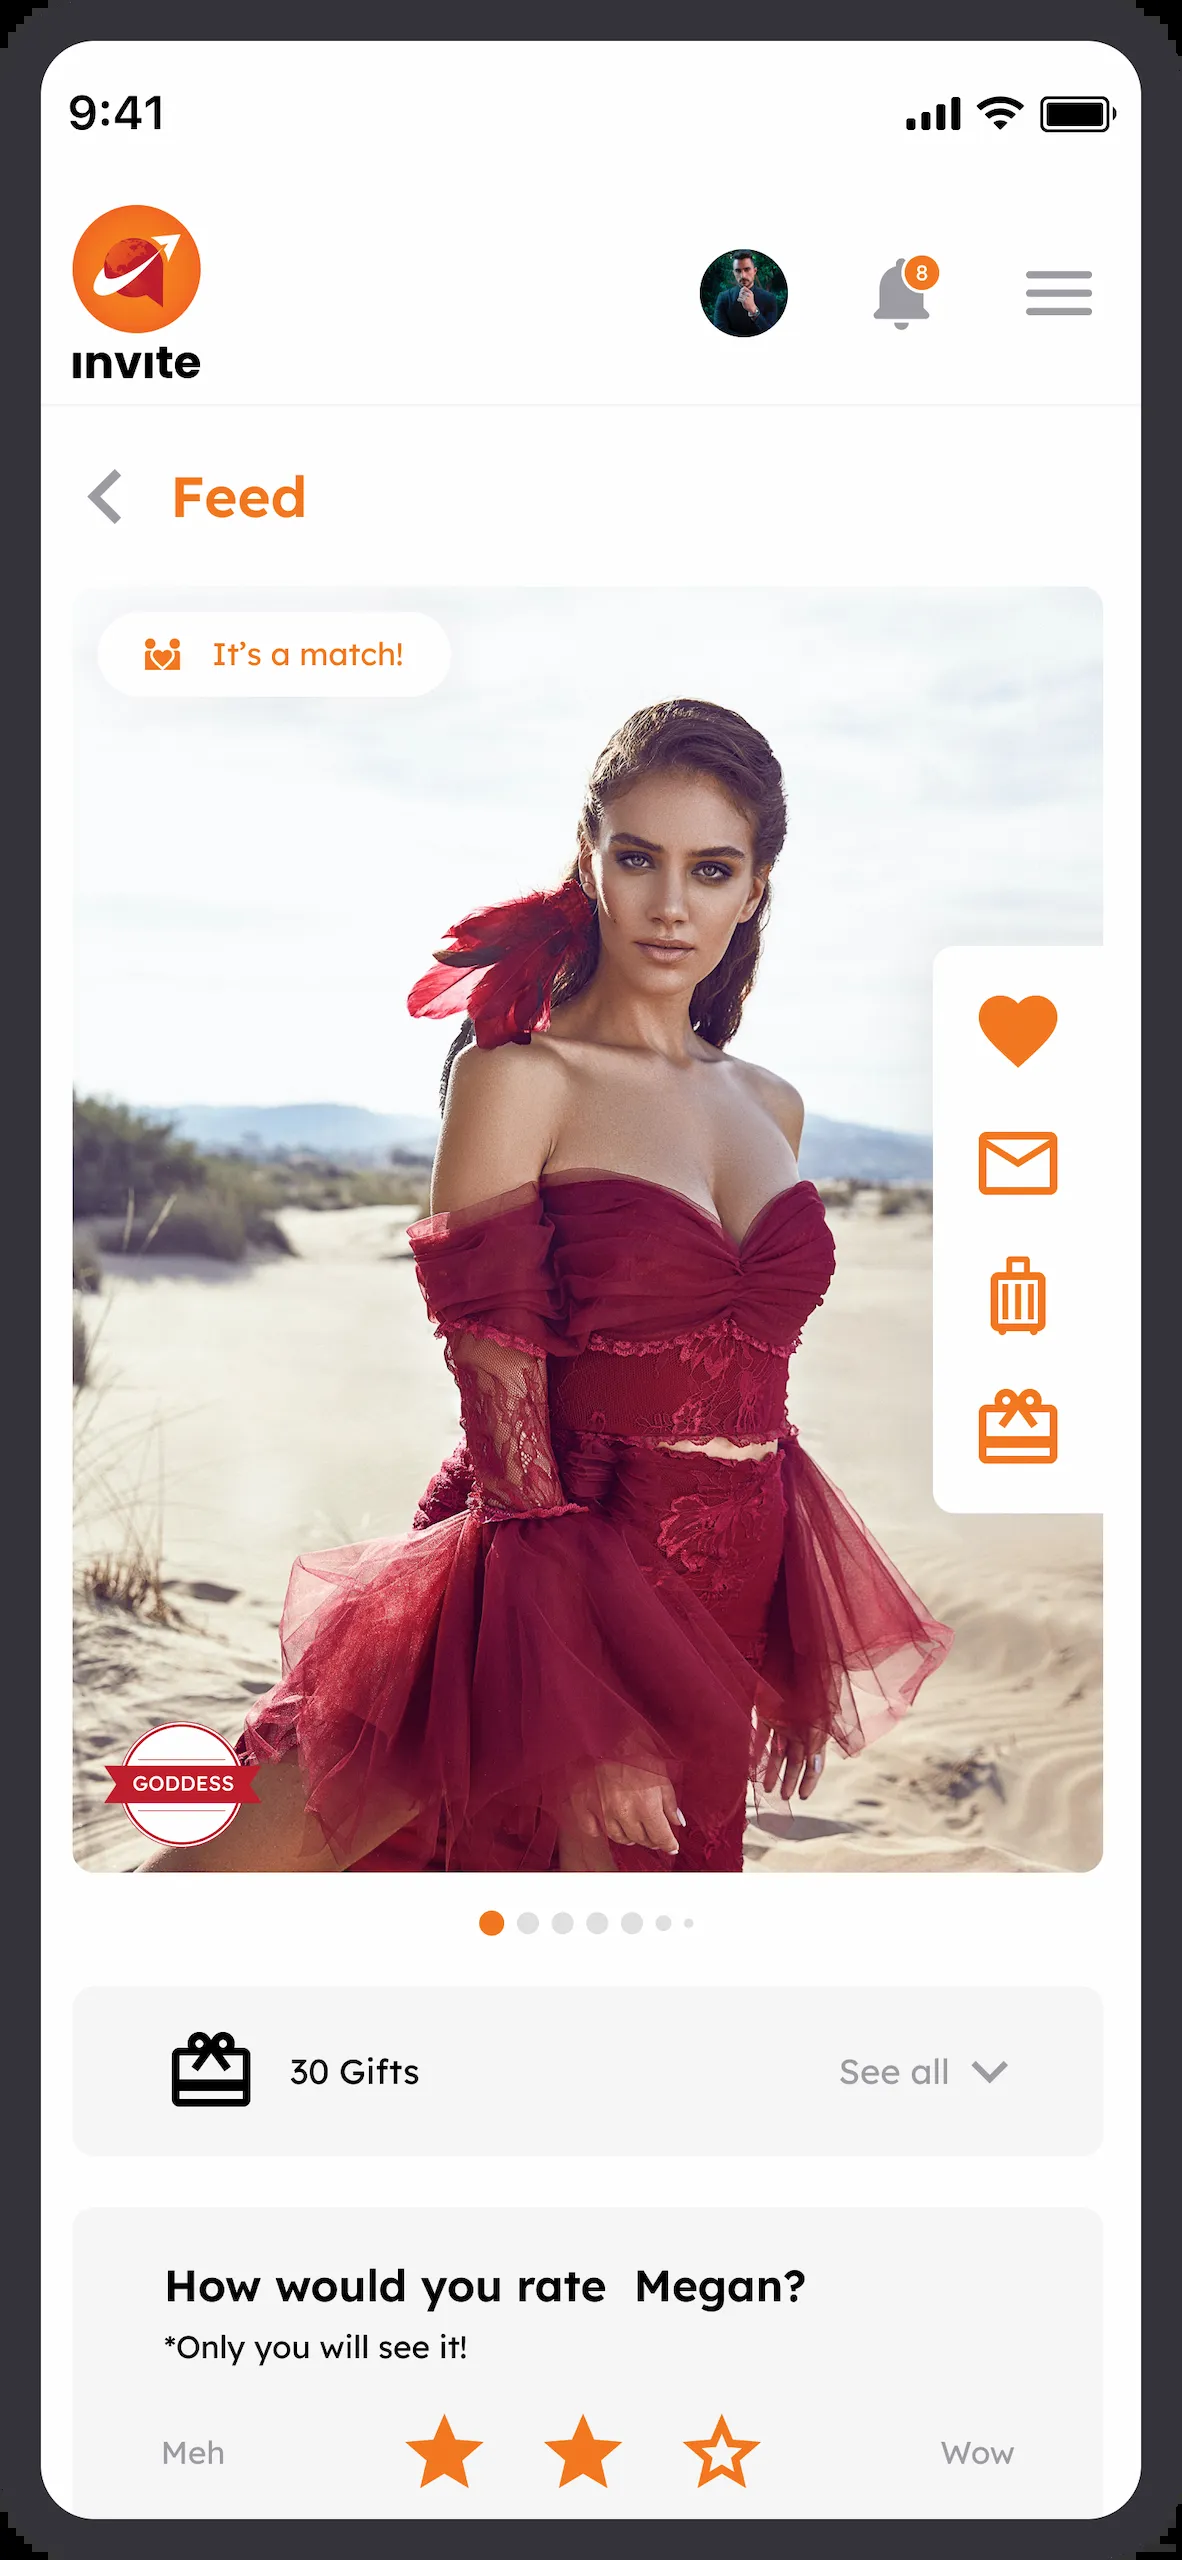 9:41
invite
8
Feed
It's a match!
GODDESS
30 Gifts
See all
How would you rate  Megan?
*Only you will see it!
Meh
Wow